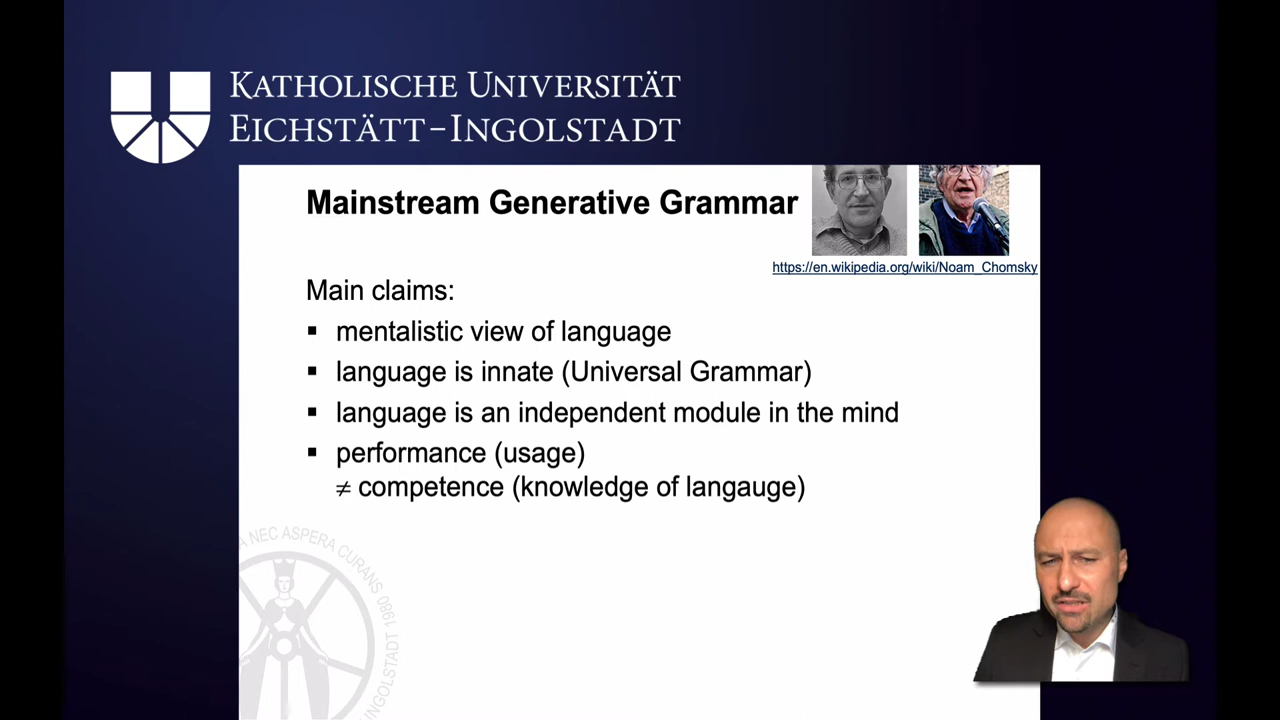 KATHOLISCHE UNIVERSITÄT
EICHSTÄTT-INGOLSTADT
Mainstream Generative Grammar
https://en.wikipedia.org/wiki/Noam_Chomsky
Main claims:
▪ mentalistic view of language
▪ language is innate (Universal Grammar)
▪ language is an independent module in the mind
▪ performance (usage)
≠ competence (knowledge of langauge)
A NEC ASPERA CURANS 1980
INGOLSTADT